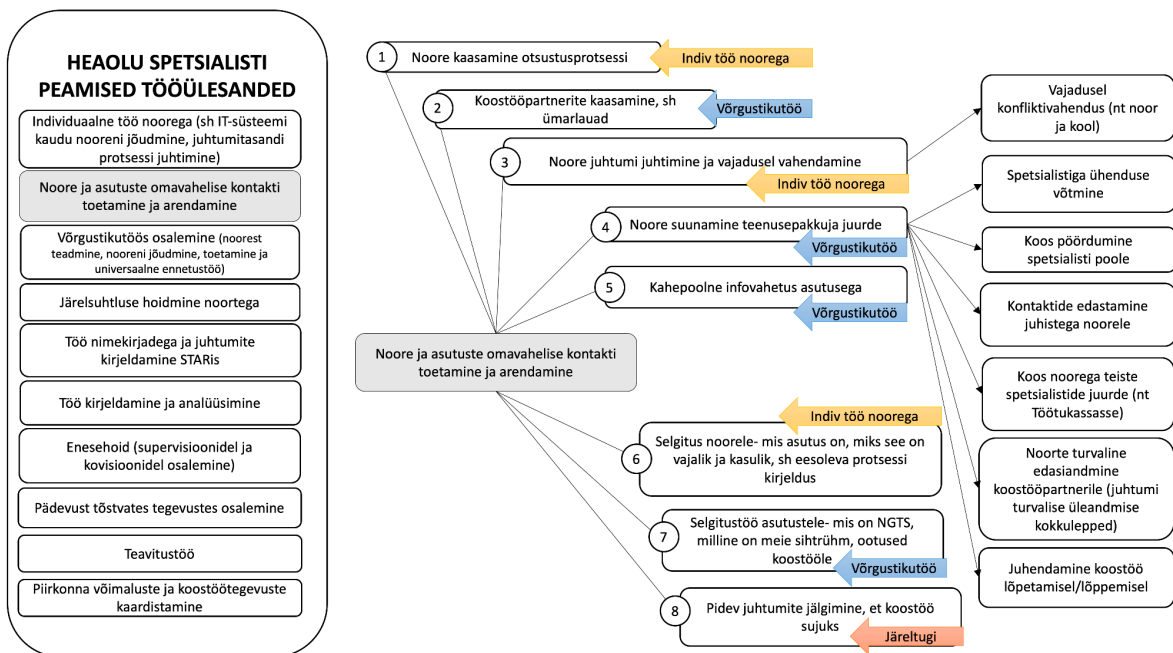 HEAOLU SPETSIALISTI
PEAMISED TÖÖÜLESANDED
Individuaalne töö noorega (sh IT-süsteemi
kaudu nooreni jõudmine, juhtumitasandi
protsessi juhtimine)
Noore ja asutuste omavahelise kontakti
toetamine ja arendamine
Võrgustikutöös osalemine (noorest
teadmine, nooreni jõudmine, toetamine ja
universaalne ennetustöö)
Järelsuhtluse hoidmine noortega
Töö nimekirjadega ja juhtumite
kirjeldamine STARis
Töö kirjeldamine ja analüüsimine
Enesehoid (supervisioonidel ja
kovisioonidel osalemine)
Pädevust tõstvates tegevustes osalemine
Teavitustöö
Piirkonna võimaluste ja koostöötegevuste
kaardistamine
Noore ja asutuste omavahelise kontakti
toetamine ja arendamine
1
Noore kaasamine otsustusprotsessi
Indiv töö noorega
2
Koostööpartnerite kaasamine, sh
ümarlauad
Võrgustikutöö
3
Noore juhtumi juhtimine ja vajadusel vahendamine
Indiv töö noorega
4
Noore suunamine teenusepakkuja juurde
Võrgustikutöö
5
Kahepoolne infovahetus asutusega
Võrgustikutöö
Indiv töö noorega
6
Selgitus noorele- mis asutus on, miks see on
vajalik ja kasulik, sh eesoleva protsessi
kirjeldus
7
Selgitustöö asutustele- mis on NGTS,
milline on meie sihtrühm, ootused
koostööle
Võrgustikutöö
8
Pidev juhtumite jälgimine, et koostöö
sujuks
Järeltugi
Vajadusel
konfliktivahendus (nt noor
ja kool)
Spetsialistiga ühenduse
võtmine
Koos pöördumine
spetsialisti poole
Kontaktide edastamine
juhistega noorele
Koos noorega teiste
spetsialistide juurde (nt
Töötukassasse)
Noorte turvaline
edasiandmine
koostööpartnerile (juhtumi
turvalise üleandmise
kokkulepped)
Juhendamine koostöö
lõpetamisel/lõppemisel